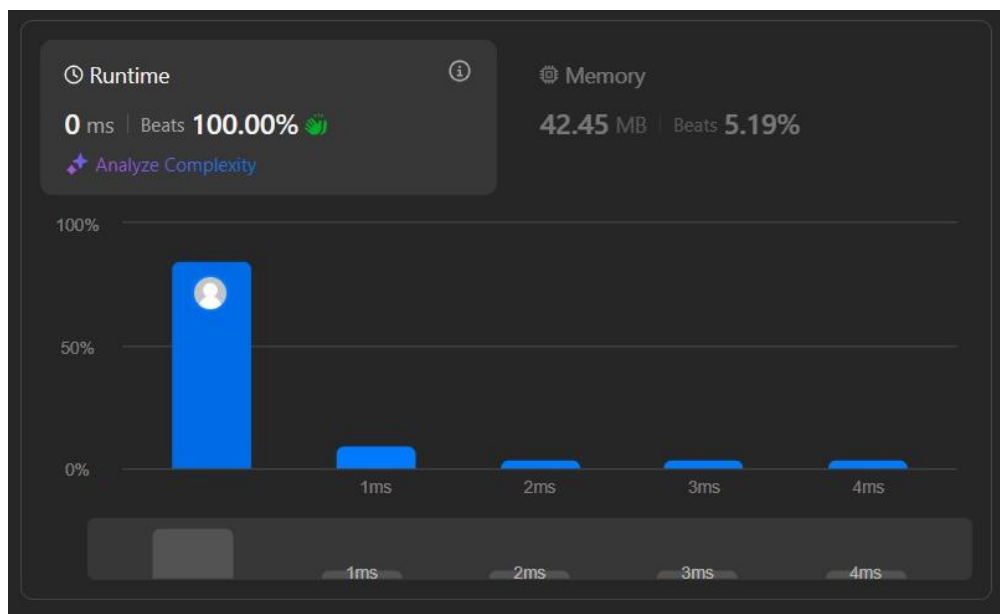 Runtime
0 ms | Beats 100.00%
Analyze Complexity
Memory
42.45 MB | Beats 5.19%
100%
50%
0%
1ms 2ms 3ms 4ms
1ms 2ms 3ms 4ms